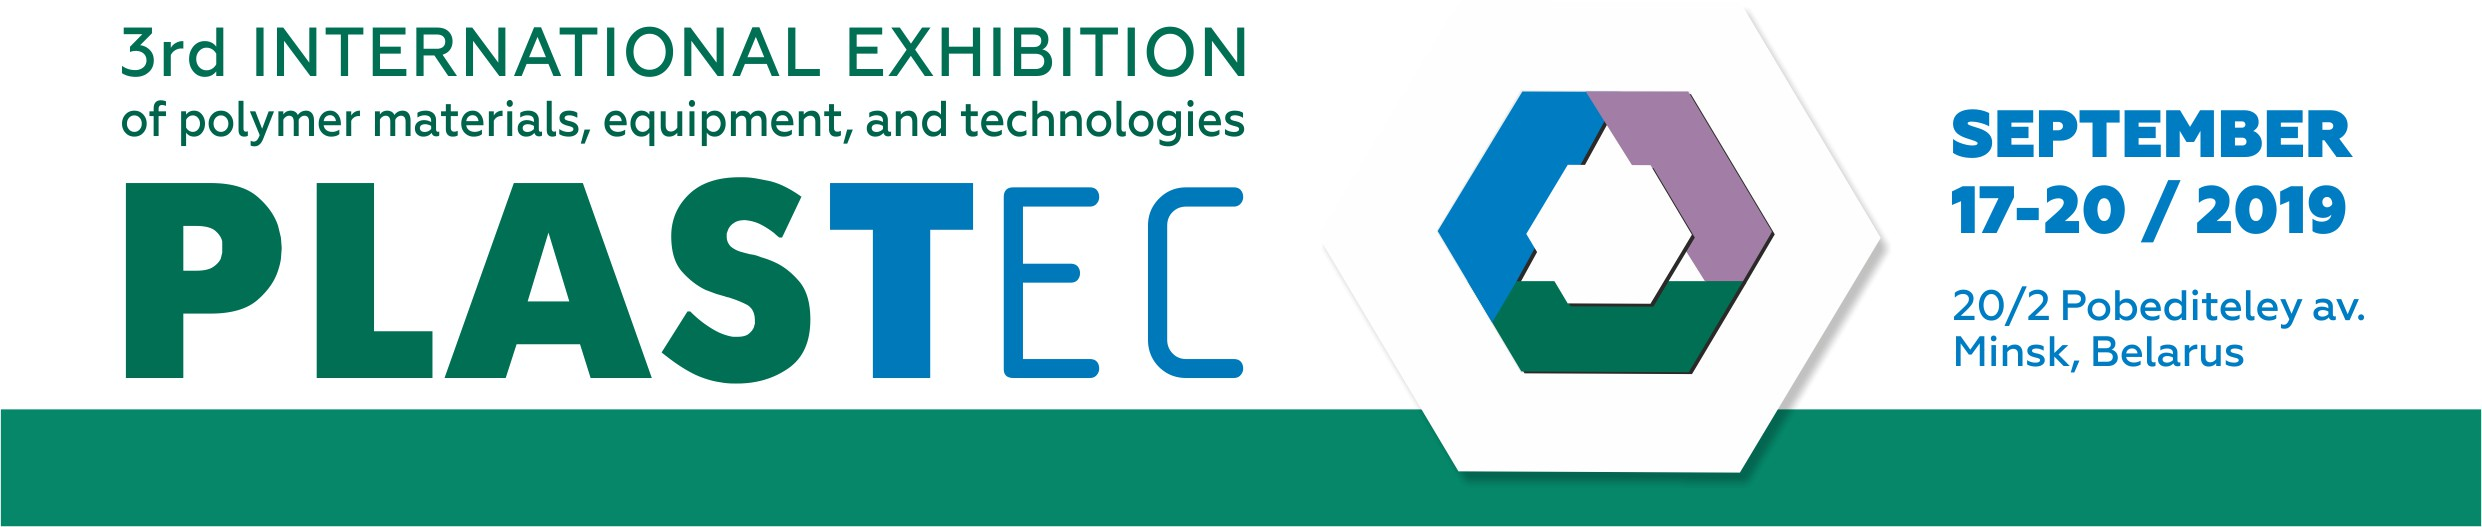 3rd INTERNATIONAL EXHIBITION
of polymer materials, equipment, and technologies
PLASTEC
SEPTEMBER
17-20 / 2019
20/2 Pobediteley av.
Minsk, Belarus